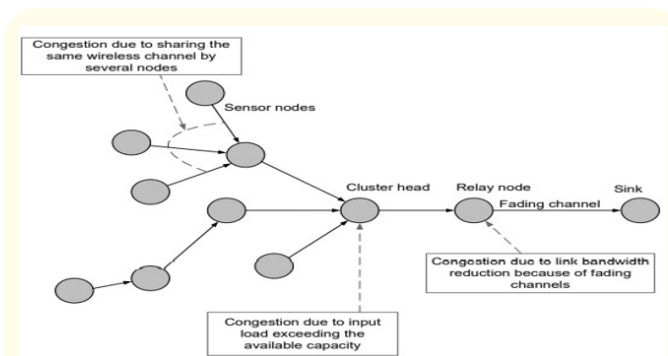 Congestion due to sharing the
same wireless channel by
several nodes
Sensor nodes
Cluster head
Relay node
Sink
Fading channel
Congestion due to link bandwidth
reduction because of fading
channels
Congestion due to input
load exceeding the
available capacity